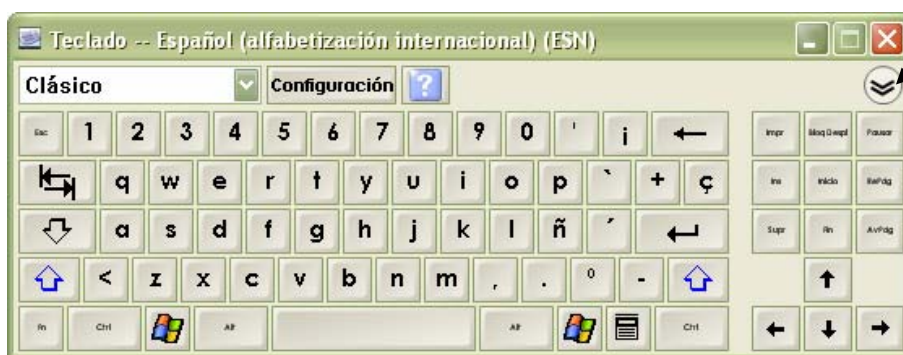 Teclado -- Español (alfabetización internacional) (ESN)
Clásico Configuración ?
Esc 1 2 3 4 5 6 7 8 9 0 ' ¡ ← Impr Bloq Despl Pausar
q w e r t y u i o p ` + ç Ins Inicio RePág
a s d f g h j k l ñ ´ Supr Fin AvPág
< z x c v b n m , . º - ↑
Fn Ctrl Alt Alt Ctrl ← ↓ →